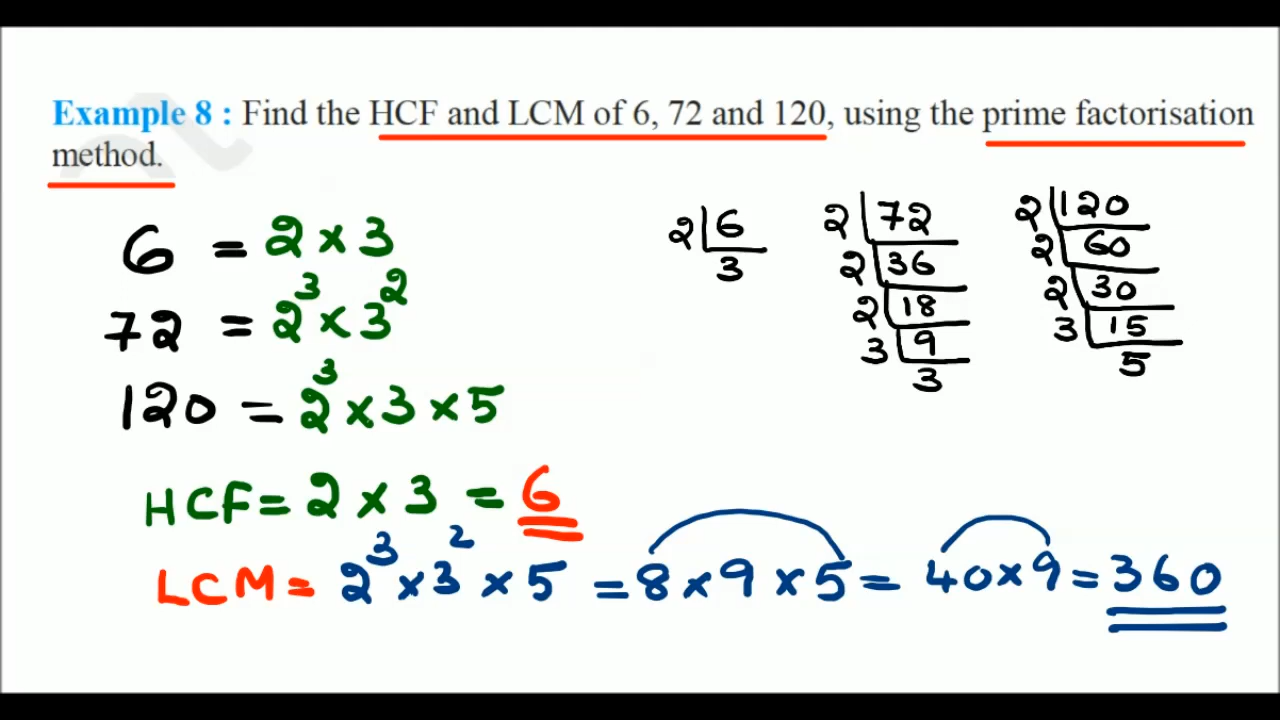 Example 8 : Find the HCF and LCM of 6, 72 and 120, using the prime factorisation
method.
6 = 2 × 3
72 = 2³ × 3²
120 = 2³ × 3 × 5
2 6
3
2 72
2 36
2 18
3 9
3
2 120
2 60
2 30
3 15
5
HCF = 2 × 3 = 6
LCM = 2³ × 3² × 5 = 8 × 9 × 5 = 40 × 9 = 360